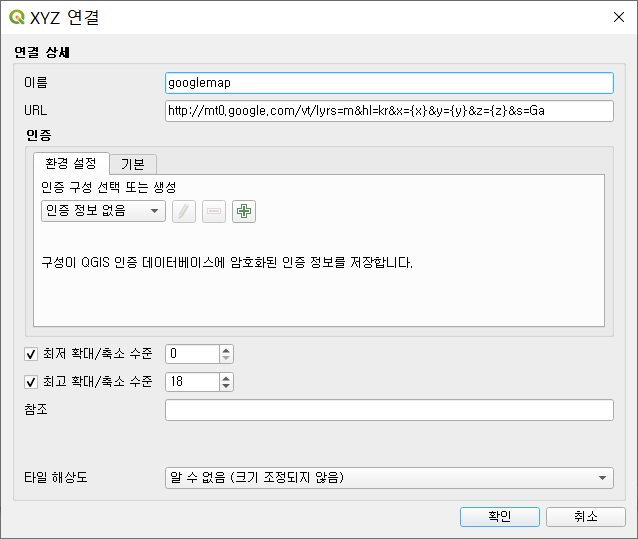 XYZ 연결
연결 상세
이름 googlemap
URL http://mt0.google.com/vt/lyrs=m&hl=kr&x={x}&y={y}&z={z}&s=Ga
인증
환경 설정 기본
인증 구성 선택 또는 생성
인증 정보 없음
구성이 QGIS 인증 데이터베이스에 암호화된 인증 정보를 저장합니다.
최저 확대/축소 수준 0
최고 확대/축소 수준 18
참조
타일 해상도 알 수 없음 (크기 조정되지 않음)
확인 취소